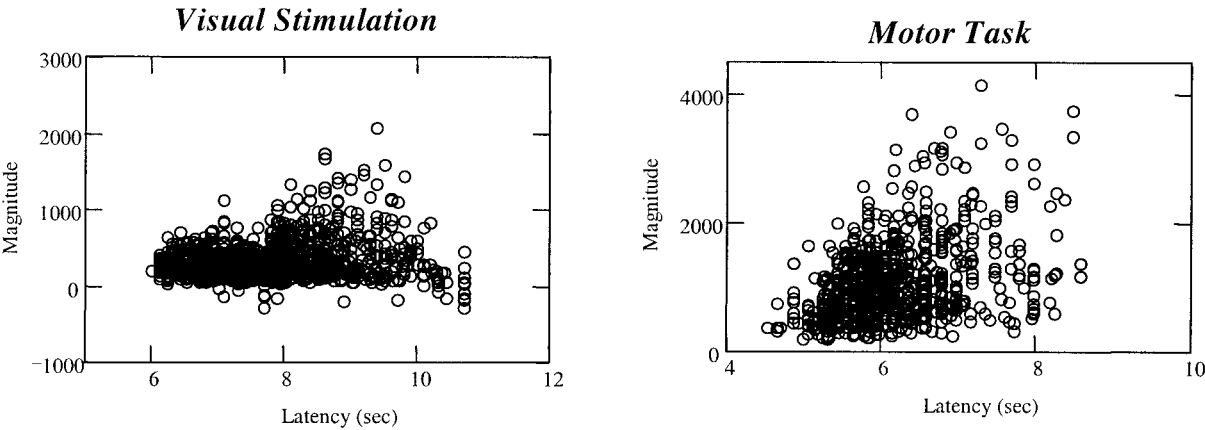 Visual Stimulation
Motor Task
3000
2000
1000
0
−1000
Magnitude
6
8
10
12
Latency (sec)
4000
2000
0
Magnitude
4
6
8
10
Latency (sec)